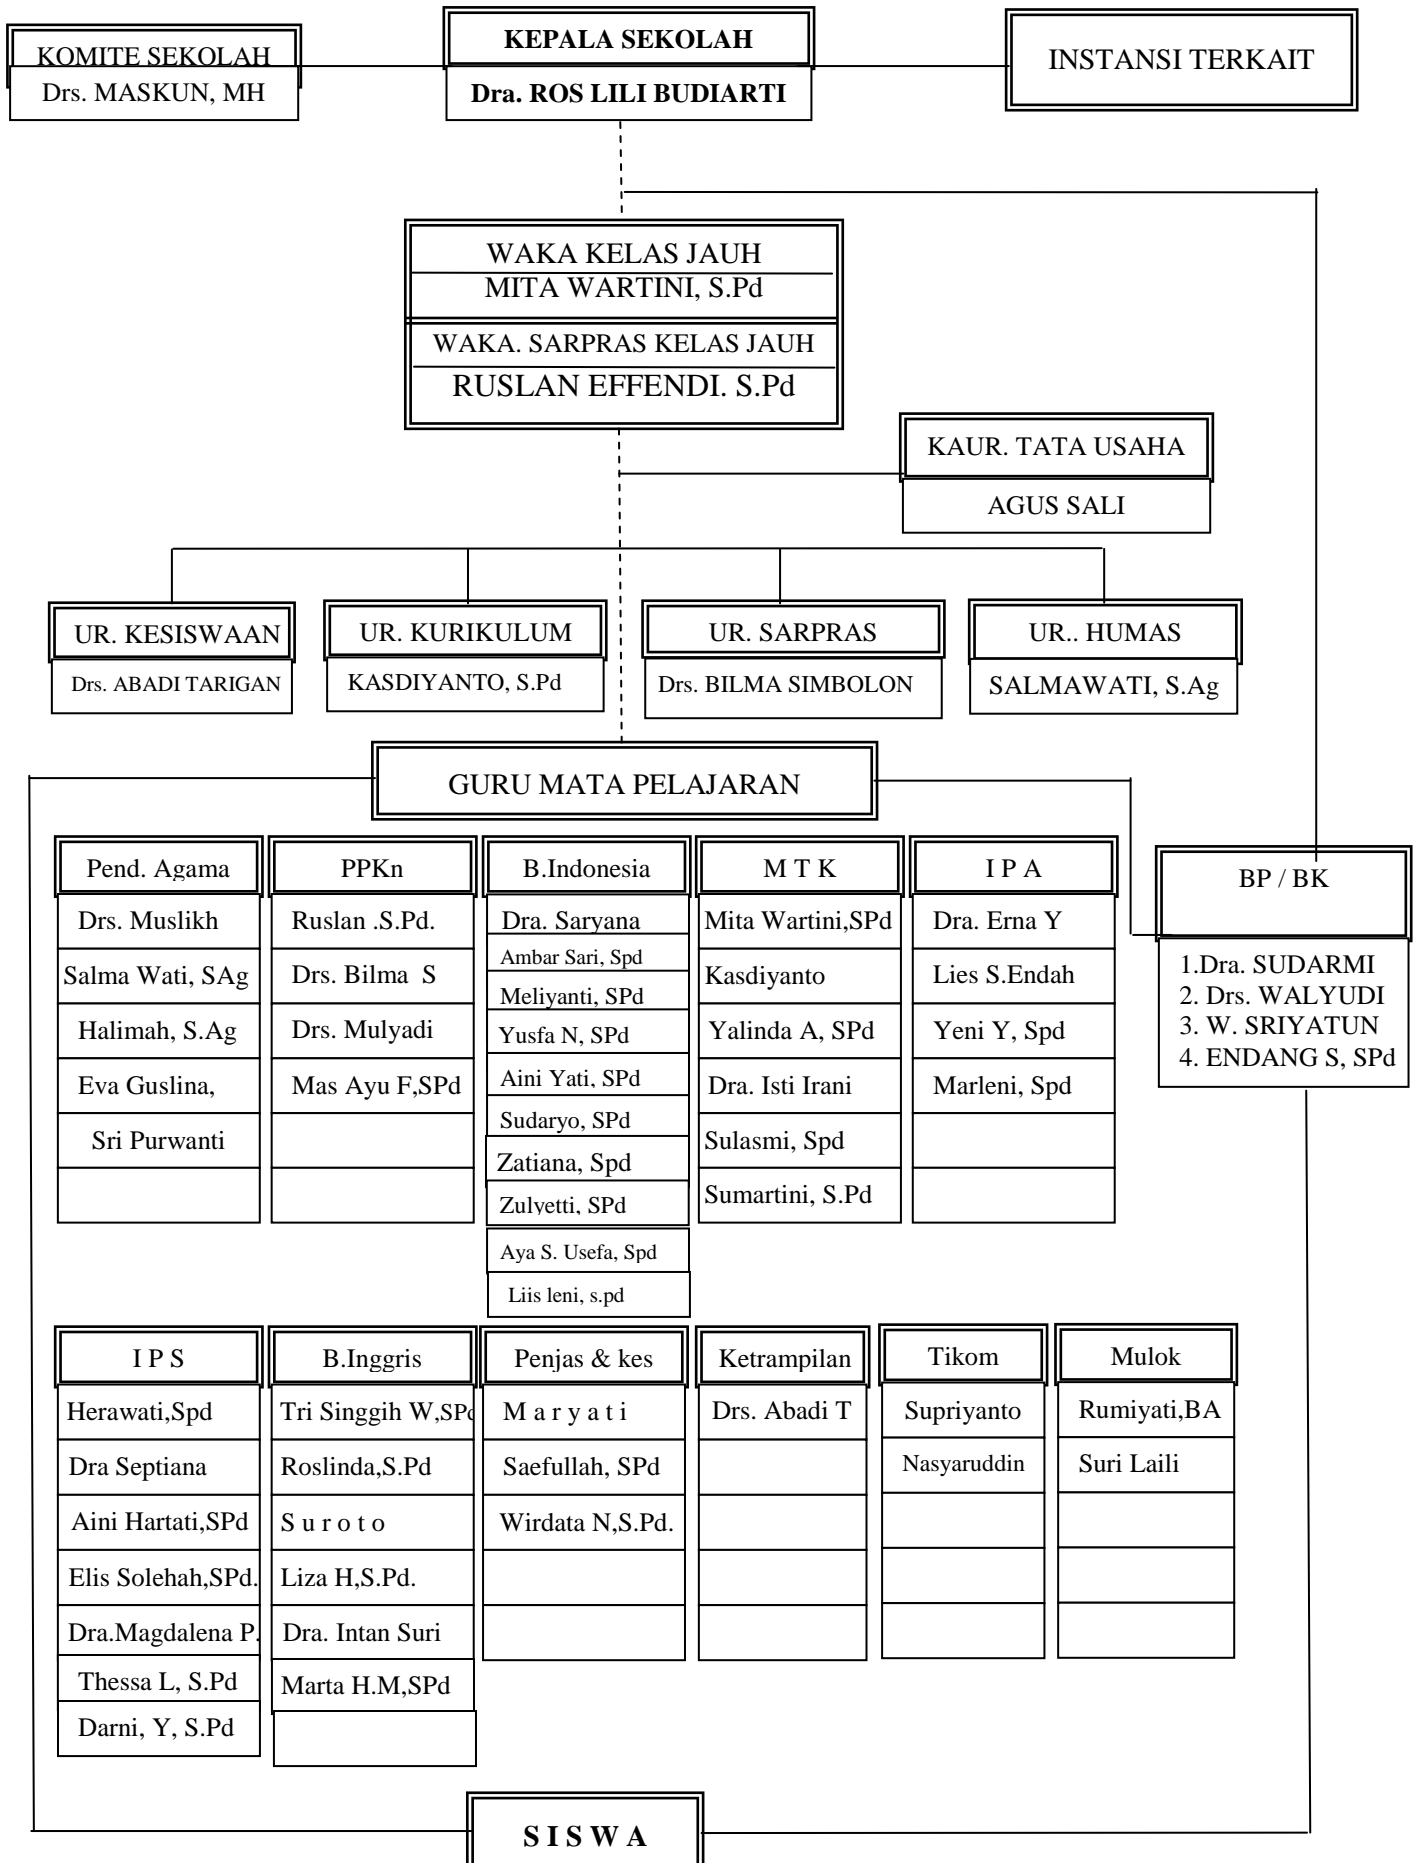 KOMITE SEKOLAH
Drs. MASKUN, MH
KEPALA SEKOLAH
Dra. ROS LILI BUDIARTI
INSTANSI TERKAIT
WAKA KELAS JAUH
MITA WARTINI, S.Pd
WAKA. SARPRAS KELAS JAUH
RUSLAN EFFENDI. S.Pd
KAUR. TATA USAHA
AGUS SALI
UR. KESISWAAN
Drs. ABADI TARIGAN
UR. KURIKULUM
KASDIYANTO, S.Pd
UR. SARPRAS
Drs. BILMA SIMBOLON
UR.. HUMAS
SALMAWATI, S.Ag
GURU MATA PELAJARAN
Pend. Agama
Drs. Muslikh
Salma Wati, SAg
Halimah, S.Ag
Eva Guslina,
Sri Purwanti
PPKn
Ruslan .S.Pd.
Drs. Bilma S
Drs. Mulyadi
Mas Ayu F,SPd
B.Indonesia
Dra. Saryana
Ambar Sari, Spd
Meliyanti, SPd
Yusfa N, SPd
Aini Yati, SPd
Sudaryo, SPd
Zatiana, Spd
Zulyetti, SPd
Aya S. Usefa, Spd
Liis leni, s.pd
M T K
Mita Wartini,SPd
Kasdiyanto
Yalinda A, SPd
Dra. Isti Irani
Sulasmi, Spd
Sumartini, S.Pd
I P A
Dra. Erna Y
Lies S.Endah
Yeni Y, Spd
Marleni, Spd
BP / BK
1.Dra. SUDARMI
2. Drs. WALYUDI
3. W. SRIYATUN
4. ENDANG S, SPd
I P S
Herawati,Spd
Dra Septiana
Aini Hartati,SPd
Elis Solehah,SPd.
Dra.Magdalena P.
Thessa L, S.Pd
Darni, Y, S.Pd
B.Inggris
Tri Singgih W,SPd
Roslinda,S.Pd
S u r o t o
Liza H,S.Pd.
Dra. Intan Suri
Marta H.M,SPd
Penjas & kes
M a r y a t i
Saefullah, SPd
Wirdata N,S.Pd.
Ketrampilan
Drs. Abadi T
Tikom
Supriyanto
Nasyaruddin
Mulok
Rumiyati,BA
Suri Laili
S I S W A